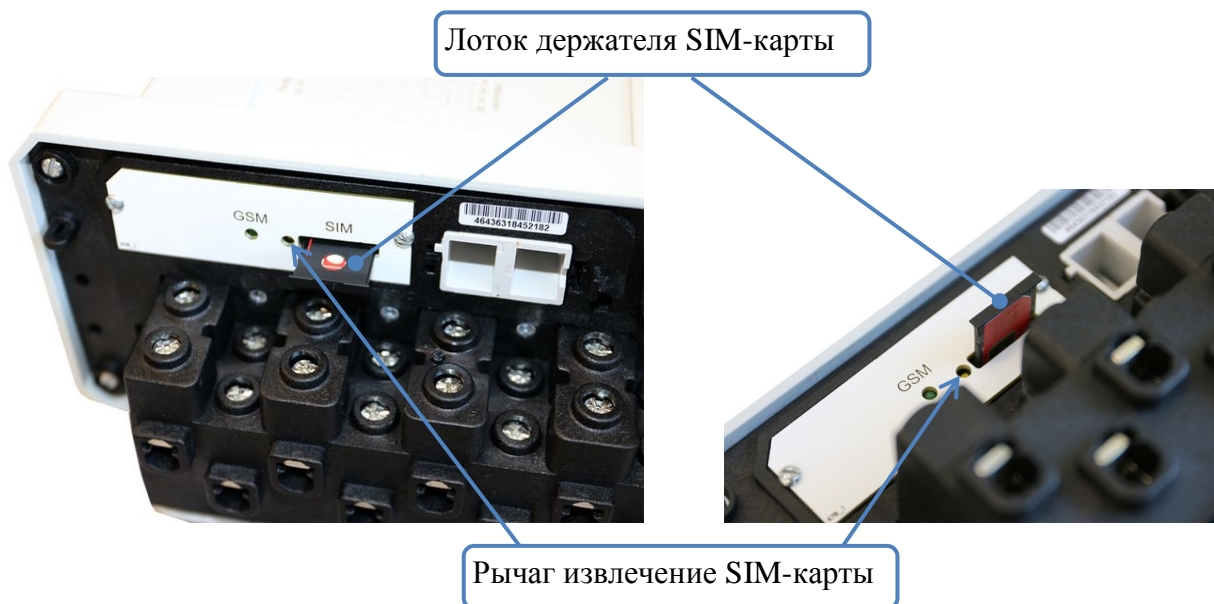 Лоток держателя SIM-карты
GSM
SIM
46436318452182
GSM
Рычаг извлечение SIM-карты